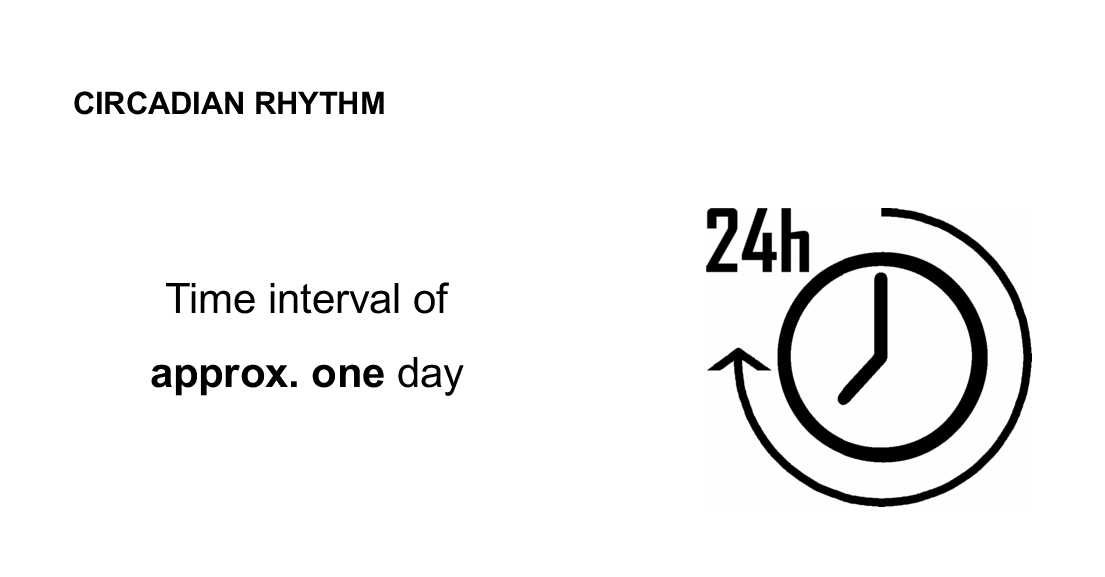 CIRCADIAN RHYTHM
Time interval of
approx. one day
24h